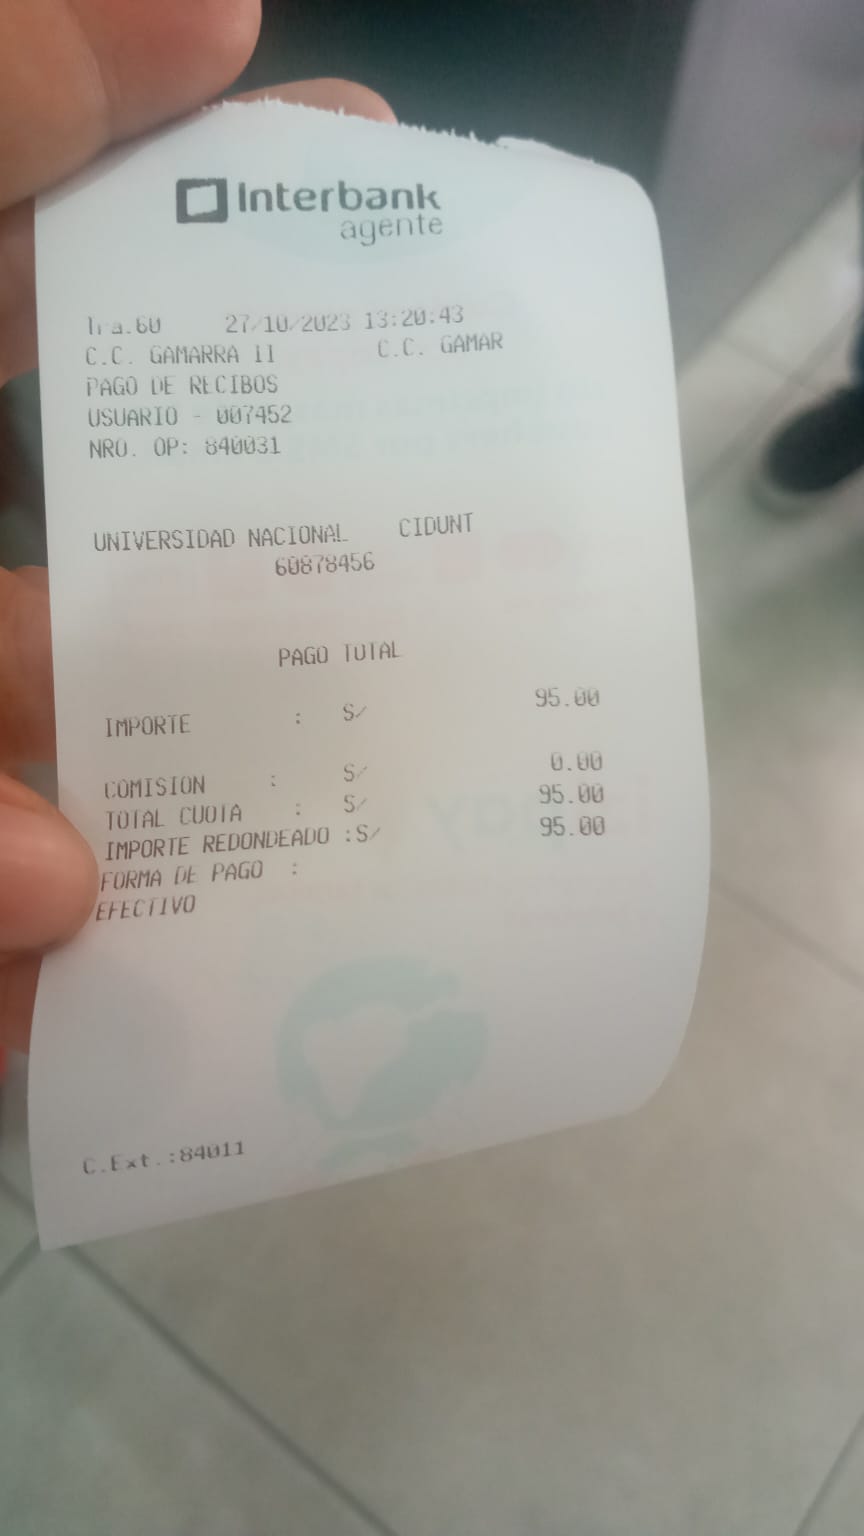 Interbank
agente
Tra.60 27/10/2023 13:20:43
C.C. GAMARRA II C.C. GAMAR
PAGO DE RECIBOS
USUARIO - 007452
NRO. OP: 840031
UNIVERSIDAD NACIONAL CIDUNT
60878456
PAGO TOTAL
IMPORTE : S/ 95.00
COMISION : S/ 0.00
TOTAL CUOTA : S/ 95.00
IMPORTE REDONDEADO :S/ 95.00
FORMA DE PAGO :
EFECTIVO
C.Ext.:84011